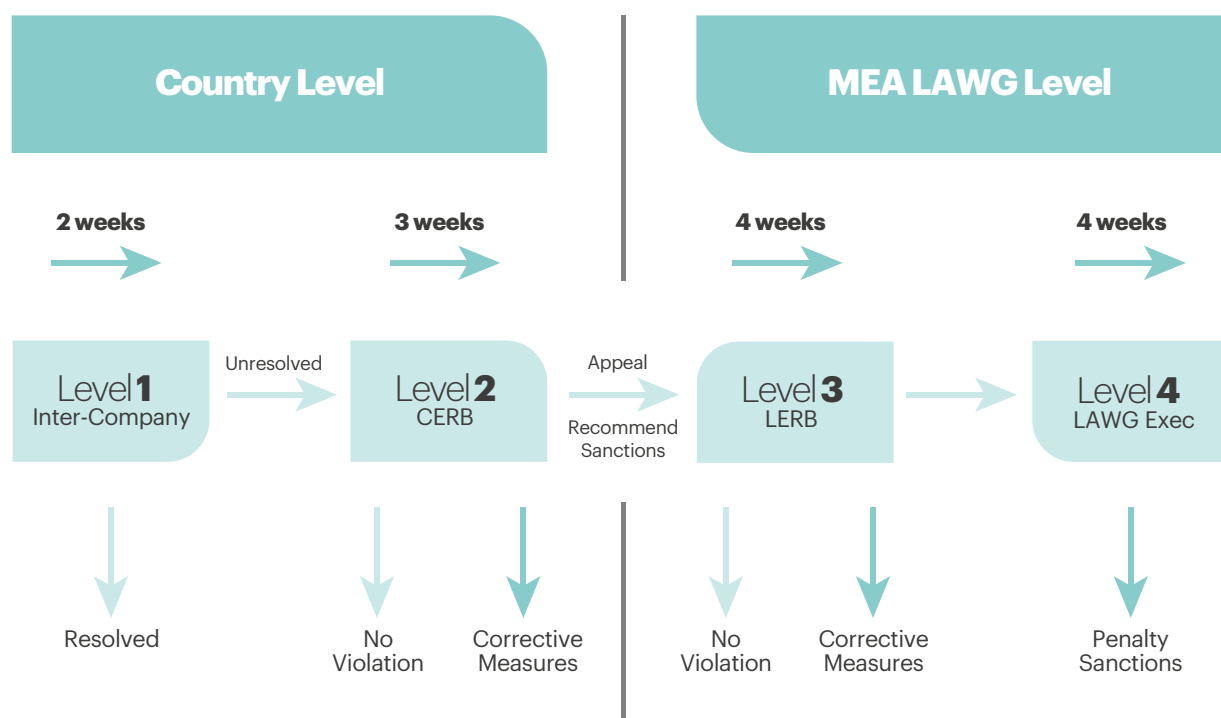 Country Level
MEA LAWG Level
2 weeks
3 weeks
4 weeks
4 weeks
Level 1
Inter-Company
Unresolved
Level 2
CERB
Appeal
Recommend
Sanctions
Level 3
LERB
Level 4
LAWG Exec
Resolved
No
Violation
Corrective
Measures
No
Violation
Corrective
Measures
Penalty
Sanctions